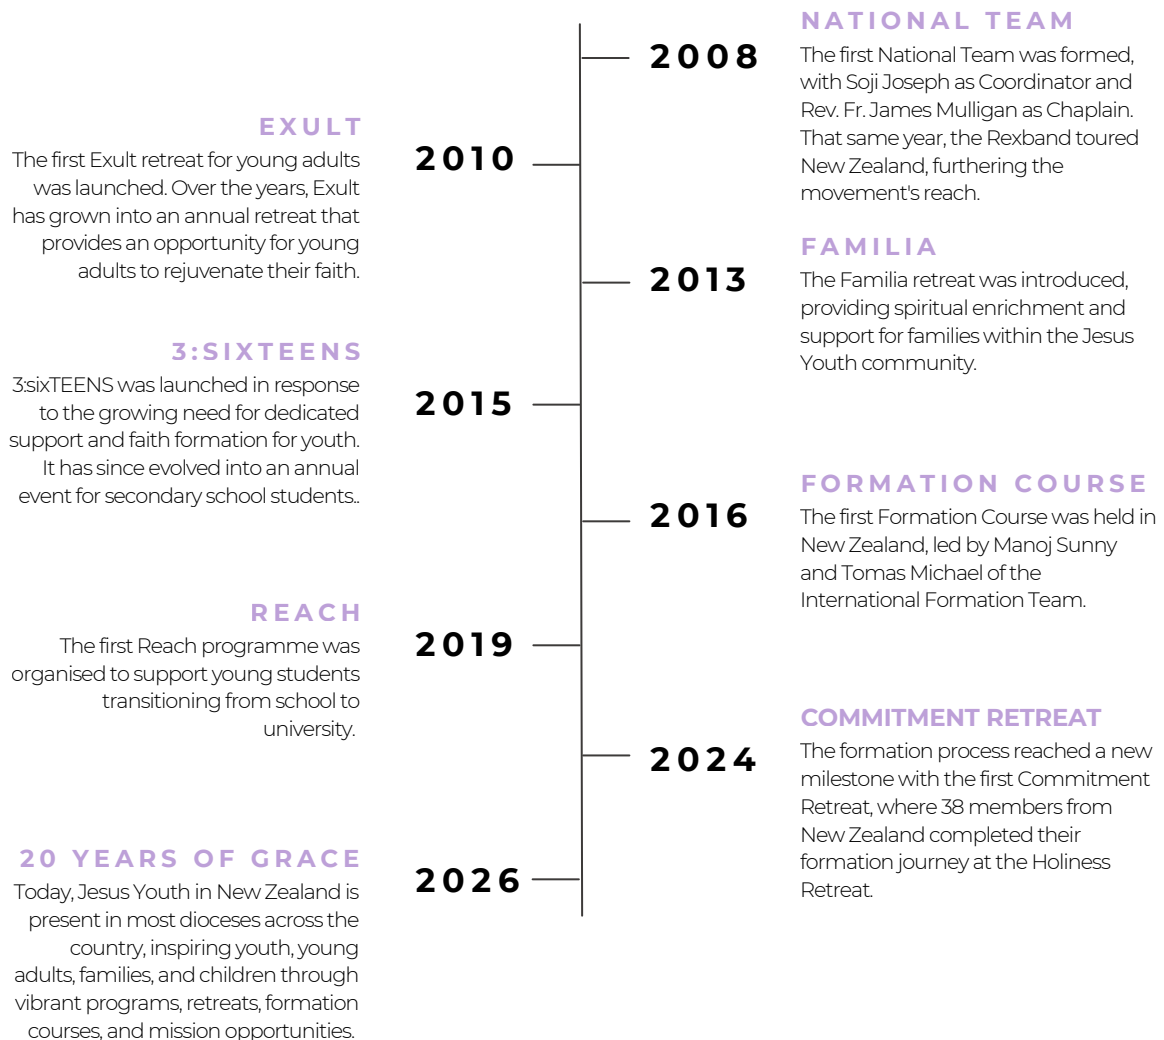 NATIONAL TEAM
2008
The first National Team was formed,
with Soji Joseph as Coordinator and
Rev. Fr. James Mulligan as Chaplain.
That same year, the Rexband toured
New Zealand, furthering the
movement's reach.
EXULT
2010
The first Exult retreat for young adults
was launched. Over the years, Exult
has grown into an annual retreat that
provides an opportunity for young
adults to rejuvenate their faith.
FAMILIA
2013
The Familia retreat was introduced,
providing spiritual enrichment and
support for families within the Jesus
Youth community.
3:SIXTEENS
2015
3:sixTEENS was launched in response
to the growing need for dedicated
support and faith formation for youth.
It has since evolved into an annual
event for secondary school students..
FORMATION COURSE
2016
The first Formation Course was held in
New Zealand, led by Manoj Sunny
and Tomas Michael of the
International Formation Team.
REACH
2019
The first Reach programme was
organised to support young students
transitioning from school to
university.
COMMITMENT RETREAT
2024
The formation process reached a new
milestone with the first Commitment
Retreat, where 38 members from
New Zealand completed their
formation journey at the Holiness
Retreat.
20 YEARS OF GRACE
2026
Today, Jesus Youth in New Zealand is
present in most dioceses across the
country, inspiring youth, young
adults, families, and children through
vibrant programs, retreats, formation
courses, and mission opportunities.